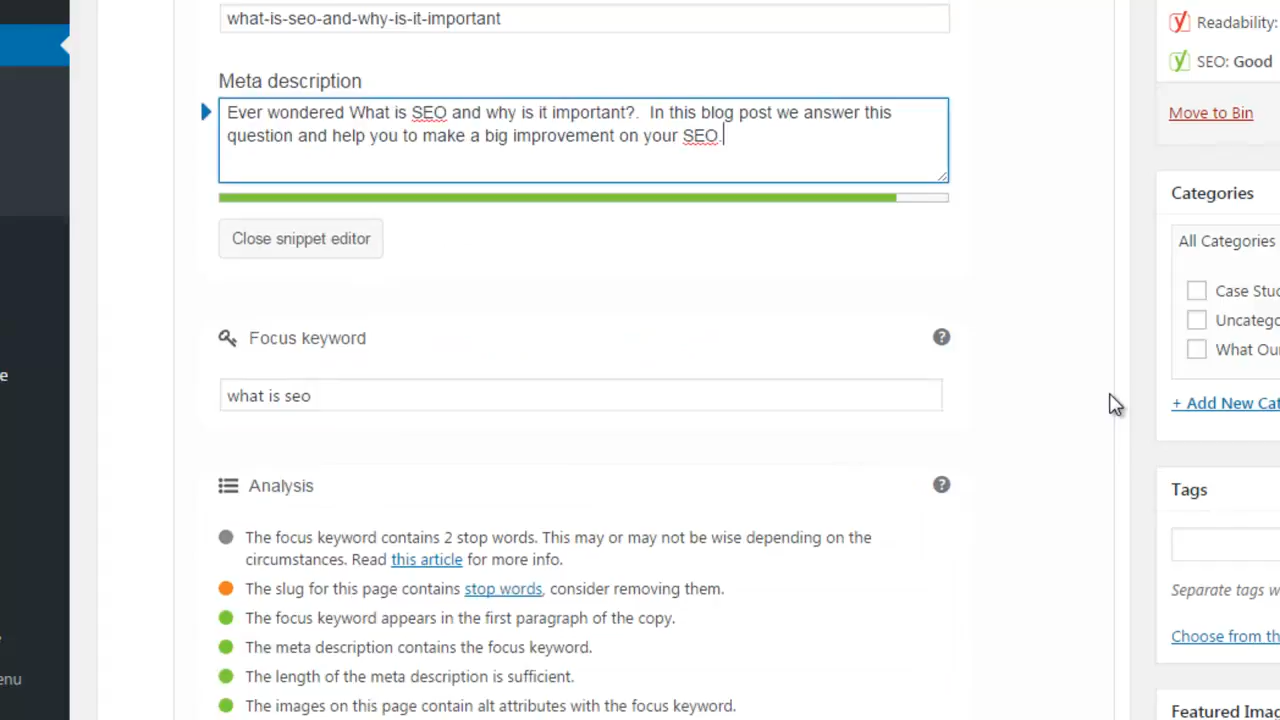 what-is-seo-and-why-is-it-important
Readability:
SEO: Good
Meta description
Ever wondered What is SEO and why is it important?.  In this blog post we answer this
question and help you to make a big improvement on your SEO.
Move to Bin
Categories
Close snippet editor
All Categories
Case Stud
Uncatego
What Ou
Focus keyword
what is seo
+ Add New Cat
Analysis
Tags
The focus keyword contains 2 stop words. This may or may not be wise depending on the
circumstances. Read this article for more info.
The slug for this page contains stop words, consider removing them.
Separate tags w
The focus keyword appears in the first paragraph of the copy.
Choose from th
The meta description contains the focus keyword.
The length of the meta description is sufficient.
The images on this page contain alt attributes with the focus keyword.
Featured Imag
e
enu